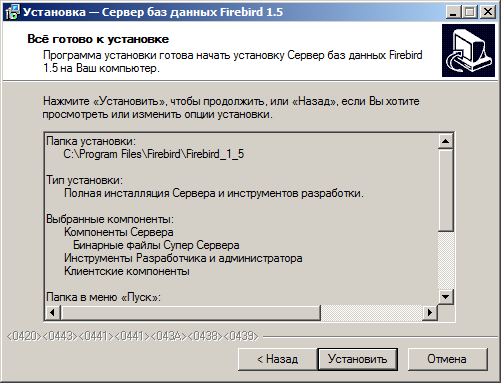 Установка — Сервер баз данных Firebird 1.5
Всё готово к установке
Программа установки готова начать установку Сервер баз данных Firebird
1.5 на Ваш компьютер.
Нажмите «Установить», чтобы продолжить, или «Назад», если Вы хотите
просмотреть или изменить опции установки.
Папка установки:
C:\Program Files\Firebird\Firebird_1_5
Тип установки:
Полная инсталляция Сервера и инструментов разработки.
Выбранные компоненты:
Компоненты Сервера
Бинарные файлы Супер Сервера
Инструменты Разработчика и администратора
Клиентские компоненты
Папка в меню «Пуск»:
<0420><0443><0441><0441><043A><0438><0439>
< Назад
Установить
Отмена